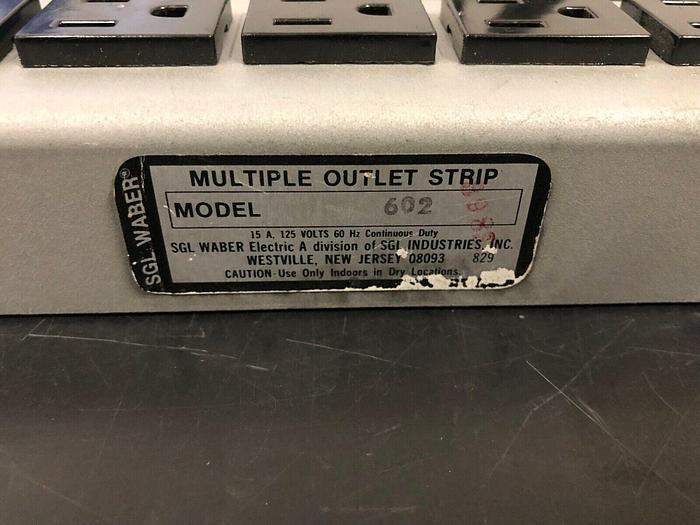 SGL WABER®
MULTIPLE OUTLET STRIP
MODEL 602
15 A, 125 VOLTS 60 Hz Continuous Duty
SGL WABER Electric A division of SGL INDUSTRIES, INC.
WESTVILLE, NEW JERSEY 08093 829
CAUTION-Use Only Indoors in Dry Locations.